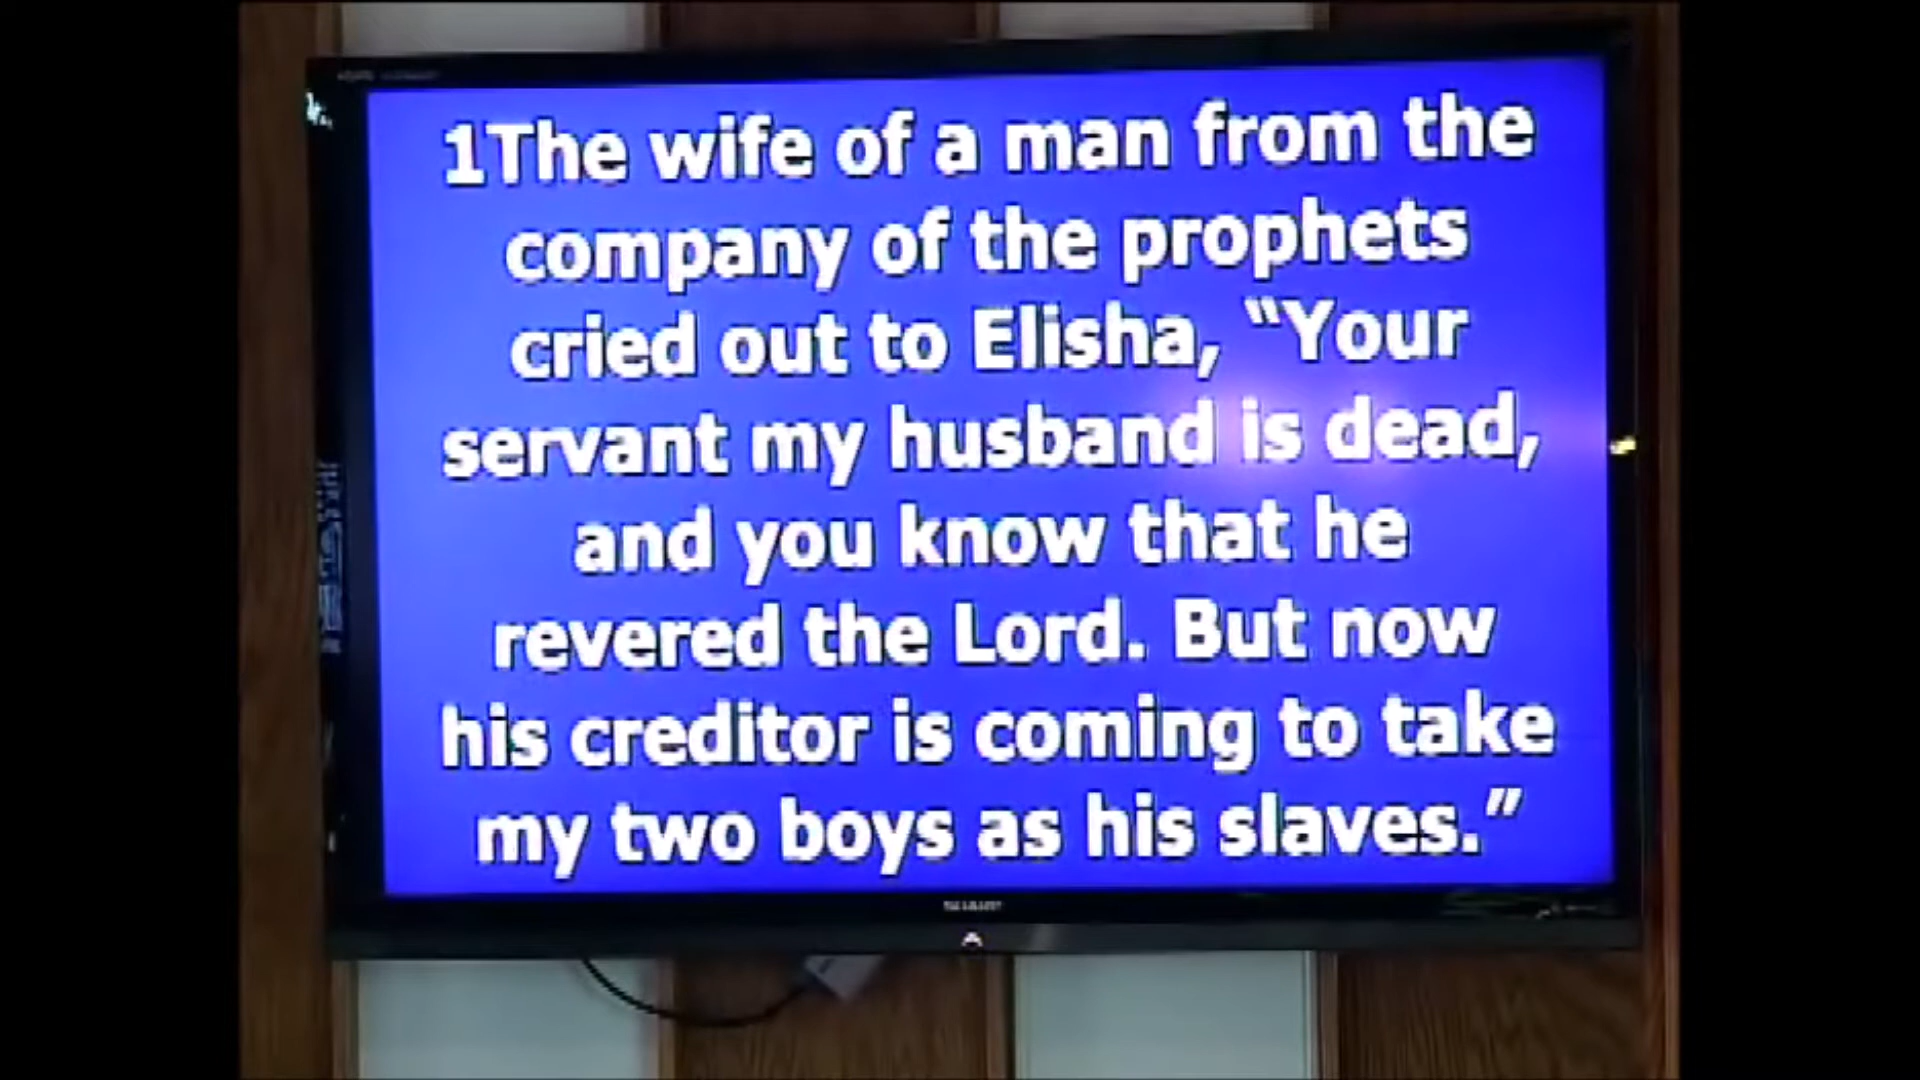 1The wife of a man from the
company of the prophets
cried out to Elisha, “Your
servant my husband is dead,
and you know that he
revered the Lord. But now
his creditor is coming to take
my two boys as his slaves.”